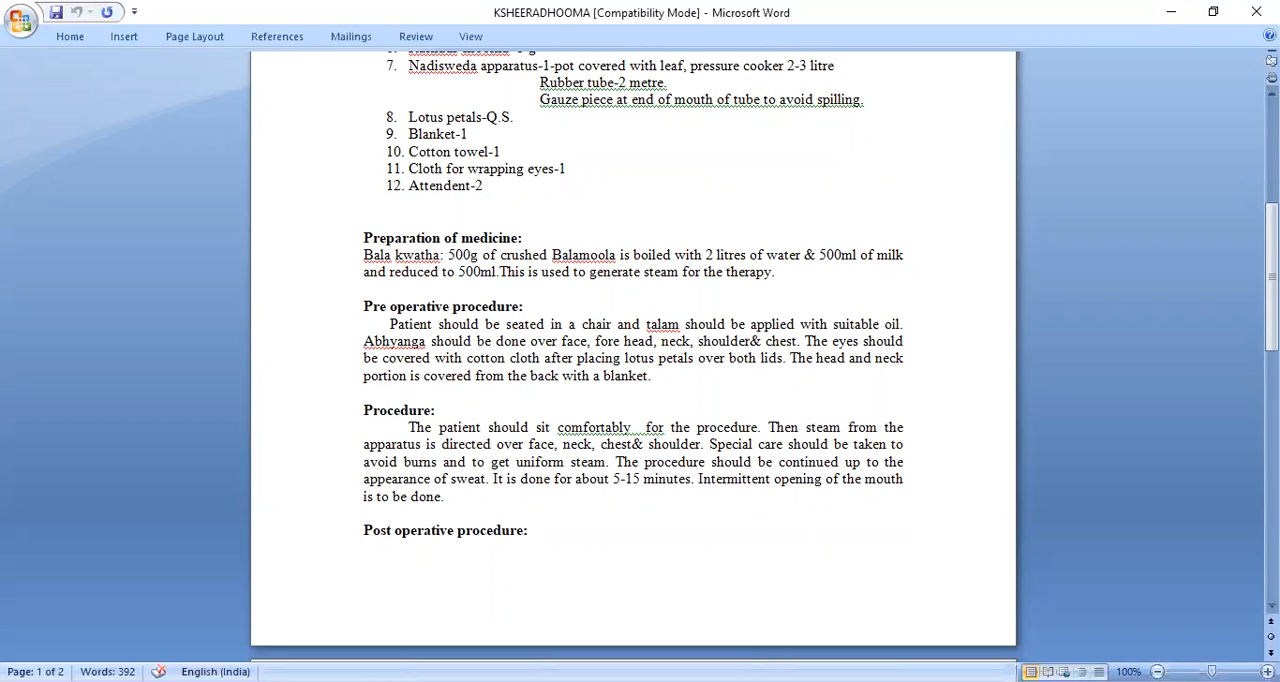 KSHEERADHOOMA [Compatibility Mode] - Microsoft Word
Home Insert Page Layout References Mailings Review View
7. Nadisweda apparatus-1-pot covered with leaf, pressure cooker 2-3 litre
Rubber tube-2 metre.
Gauze piece at end of mouth of tube to avoid spilling.
8. Lotus petals-Q.S.
9. Blanket-1
10. Cotton towel-1
11. Cloth for wrapping eyes-1
12. Attendent-2
Preparation of medicine:
Bala kwatha: 500g of crushed Balamoola is boiled with 2 litres of water & 500ml of milk
and reduced to 500ml.This is used to generate steam for the therapy.
Pre operative procedure:
Patient should be seated in a chair and talam should be applied with suitable oil.
Abhyanga should be done over face, fore head, neck, shoulder& chest. The eyes should
be covered with cotton cloth after placing lotus petals over both lids. The head and neck
portion is covered from the back with a blanket.
Procedure:
The patient should sit comfortably for the procedure. Then steam from the
apparatus is directed over face, neck, chest& shoulder. Special care should be taken to
avoid burns and to get uniform steam. The procedure should be continued up to the
appearance of sweat. It is done for about 5-15 minutes. Intermittent opening of the mouth
is to be done.
Post operative procedure:
Page: 1 of 2 Words: 392 English (India) 100%